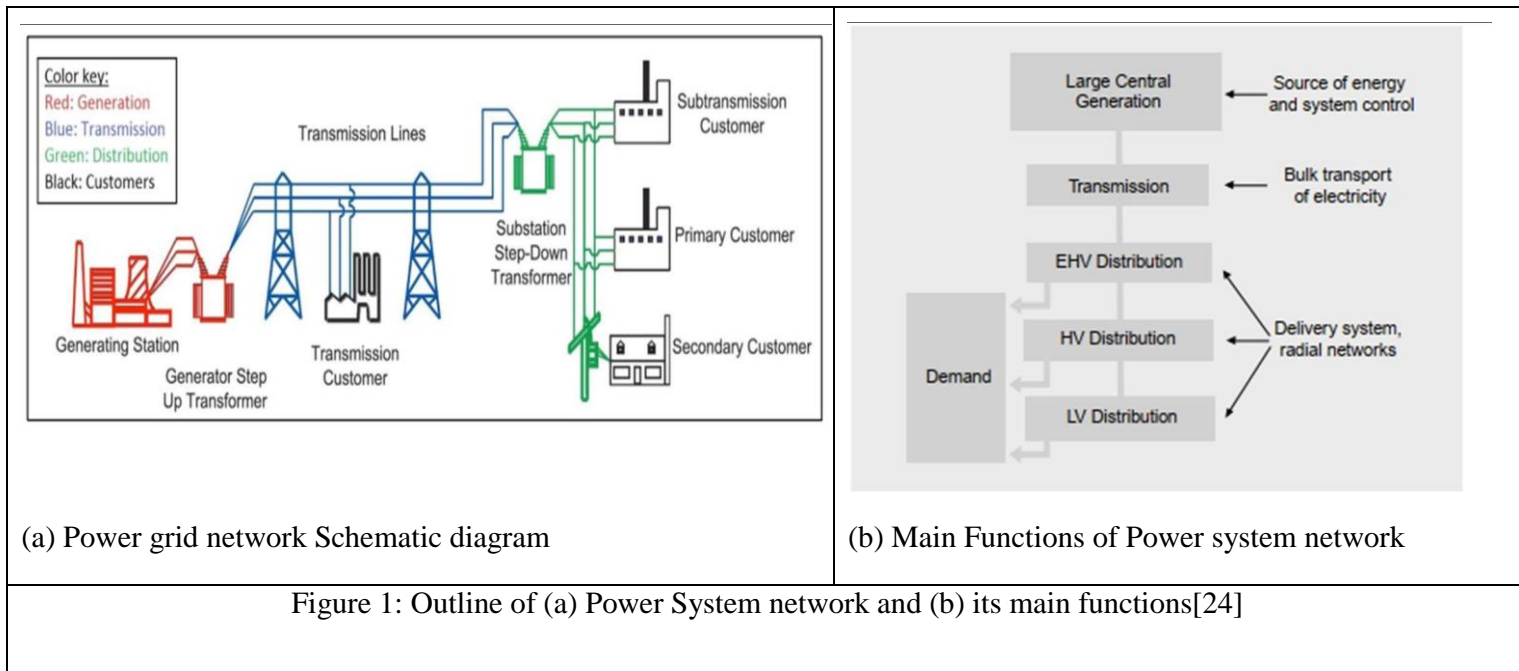 Color key:
Red: Generation
Blue: Transmission
Green: Distribution
Black: Customers
Transmission Lines
Subtransmission
Customer
Substation
Step-Down
Transformer
Primary Customer
Generating Station
Generator Step
Up Transformer
Transmission
Customer
Secondary Customer
(a) Power grid network Schematic diagram
Large Central
Generation
Source of energy
and system control
Transmission
Bulk transport
of electricity
EHV Distribution
HV Distribution
Delivery system,
radial networks
Demand
LV Distribution
(b) Main Functions of Power system network
Figure 1: Outline of (a) Power System network and (b) its main functions[24]